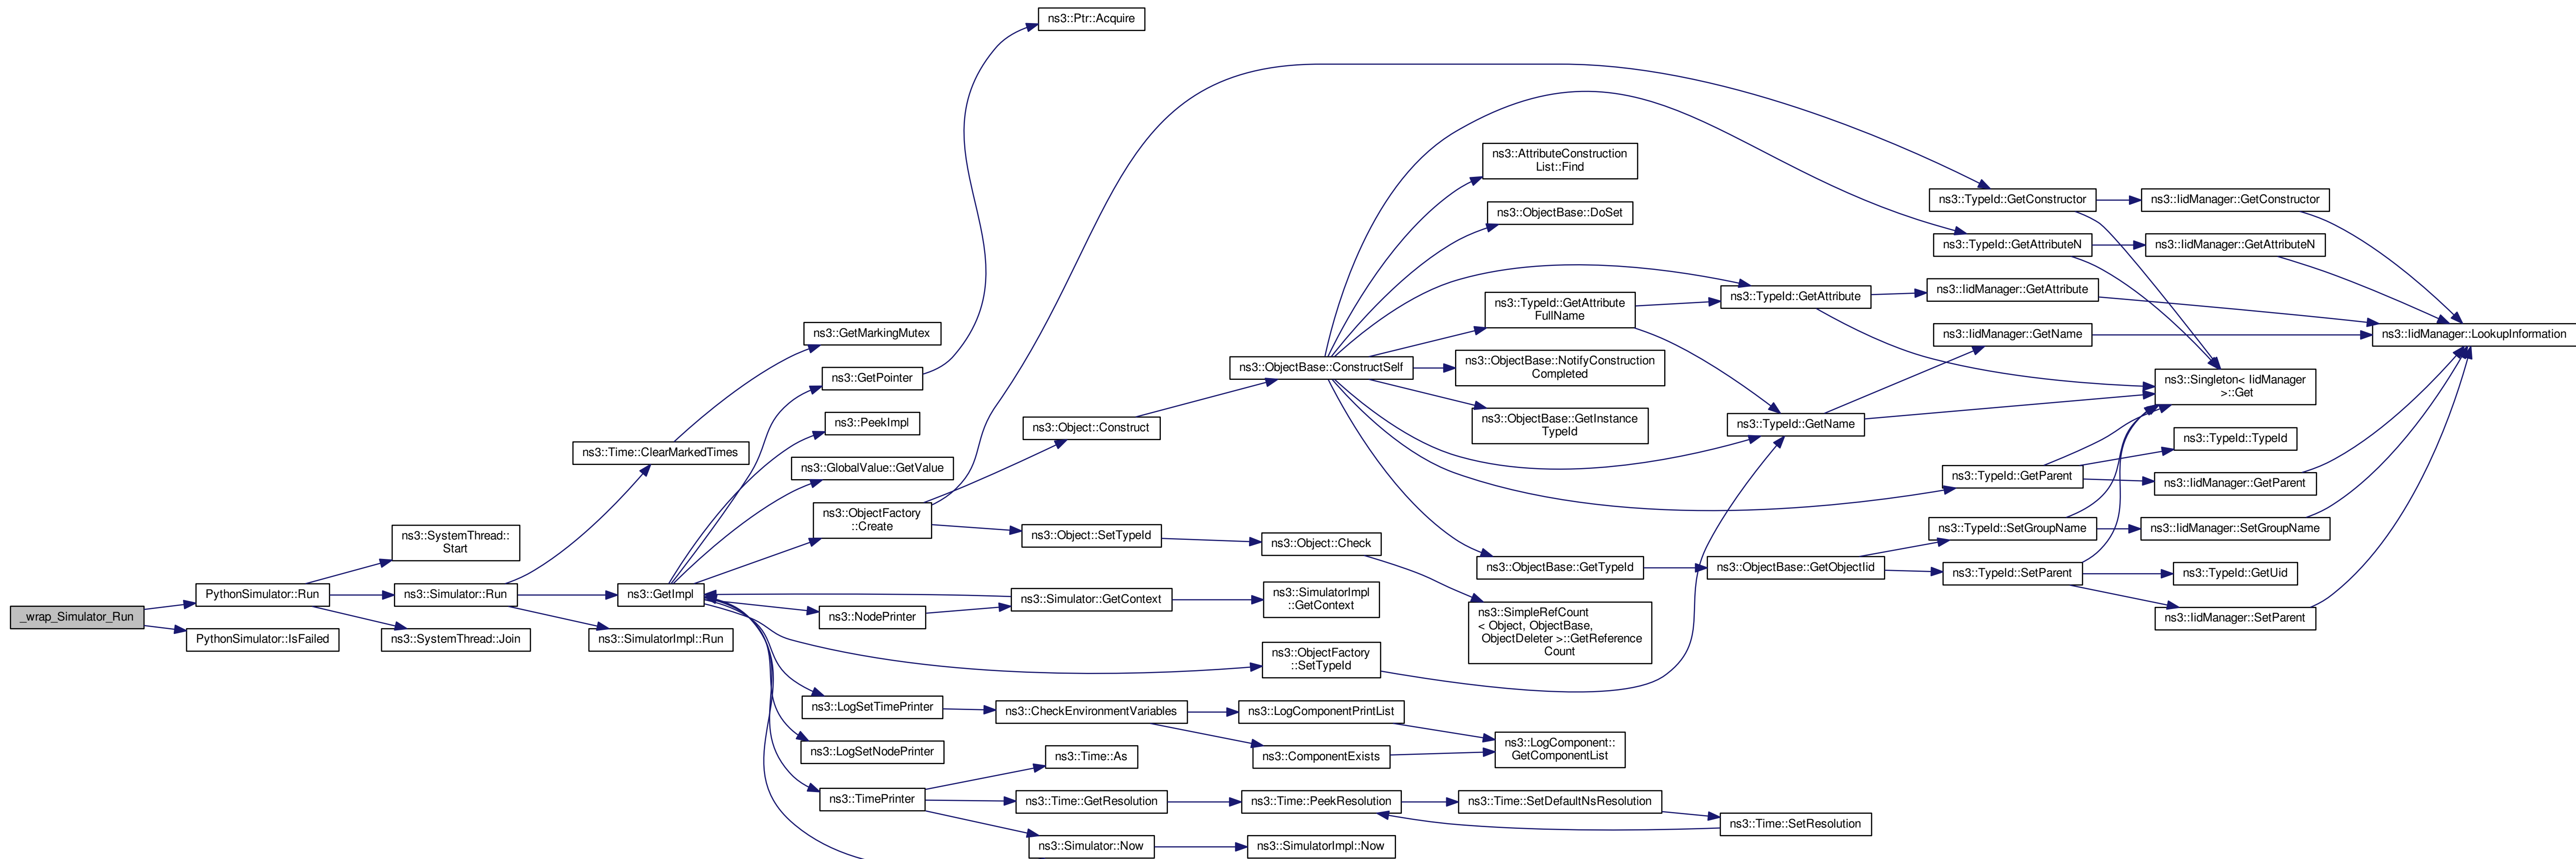 ns3::Ptr::Acquire
ns3::AttributeConstruction
List::Find
ns3::ObjectBase::DoSet
ns3::TypeId::GetConstructor
ns3::IidManager::GetConstructor
ns3::TypeId::GetAttributeN
ns3::IidManager::GetAttributeN
ns3::TypeId::GetAttribute
FullName
ns3::TypeId::GetAttribute
ns3::IidManager::GetAttribute
ns3::GetMarkingMutex
ns3::IidManager::GetName
ns3::IidManager::LookupInformation
ns3::GetPointer
ns3::ObjectBase::ConstructSelf
ns3::ObjectBase::NotifyConstruction
Completed
ns3::Singleton< IidManager
>::Get
ns3::PeekImpl
ns3::Object::Construct
ns3::ObjectBase::GetInstance
TypeId
ns3::TypeId::GetName
ns3::TypeId::TypeId
ns3::Time::ClearMarkedTimes
ns3::GlobalValue::GetValue
ns3::TypeId::GetParent
ns3::IidManager::GetParent
ns3::ObjectFactory
::Create
ns3::SystemThread::
Start
ns3::Object::SetTypeId
ns3::Object::Check
ns3::TypeId::SetGroupName
ns3::IidManager::SetGroupName
ns3::ObjectBase::GetTypeId
ns3::ObjectBase::GetObjectIid
ns3::TypeId::SetParent
ns3::TypeId::GetUid
_wrap_Simulator_Run
PythonSimulator::Run
ns3::Simulator::Run
ns3::GetImpl
ns3::NodePrinter
ns3::Simulator::GetContext
ns3::SimulatorImpl
::GetContext
ns3::SimpleRefCount
< Object, ObjectBase,
ObjectDeleter >::GetReference
Count
ns3::IidManager::SetParent
PythonSimulator::IsFailed
ns3::SystemThread::Join
ns3::SimulatorImpl::Run
ns3::ObjectFactory
::SetTypeId
ns3::LogSetTimePrinter
ns3::CheckEnvironmentVariables
ns3::LogComponentPrintList
ns3::LogSetNodePrinter
ns3::ComponentExists
ns3::LogComponent::
GetComponentList
ns3::Time::As
ns3::TimePrinter
ns3::Time::GetResolution
ns3::Time::PeekResolution
ns3::Time::SetDefaultNsResolution
ns3::Time::SetResolution
ns3::Simulator::Now
ns3::SimulatorImpl::Now